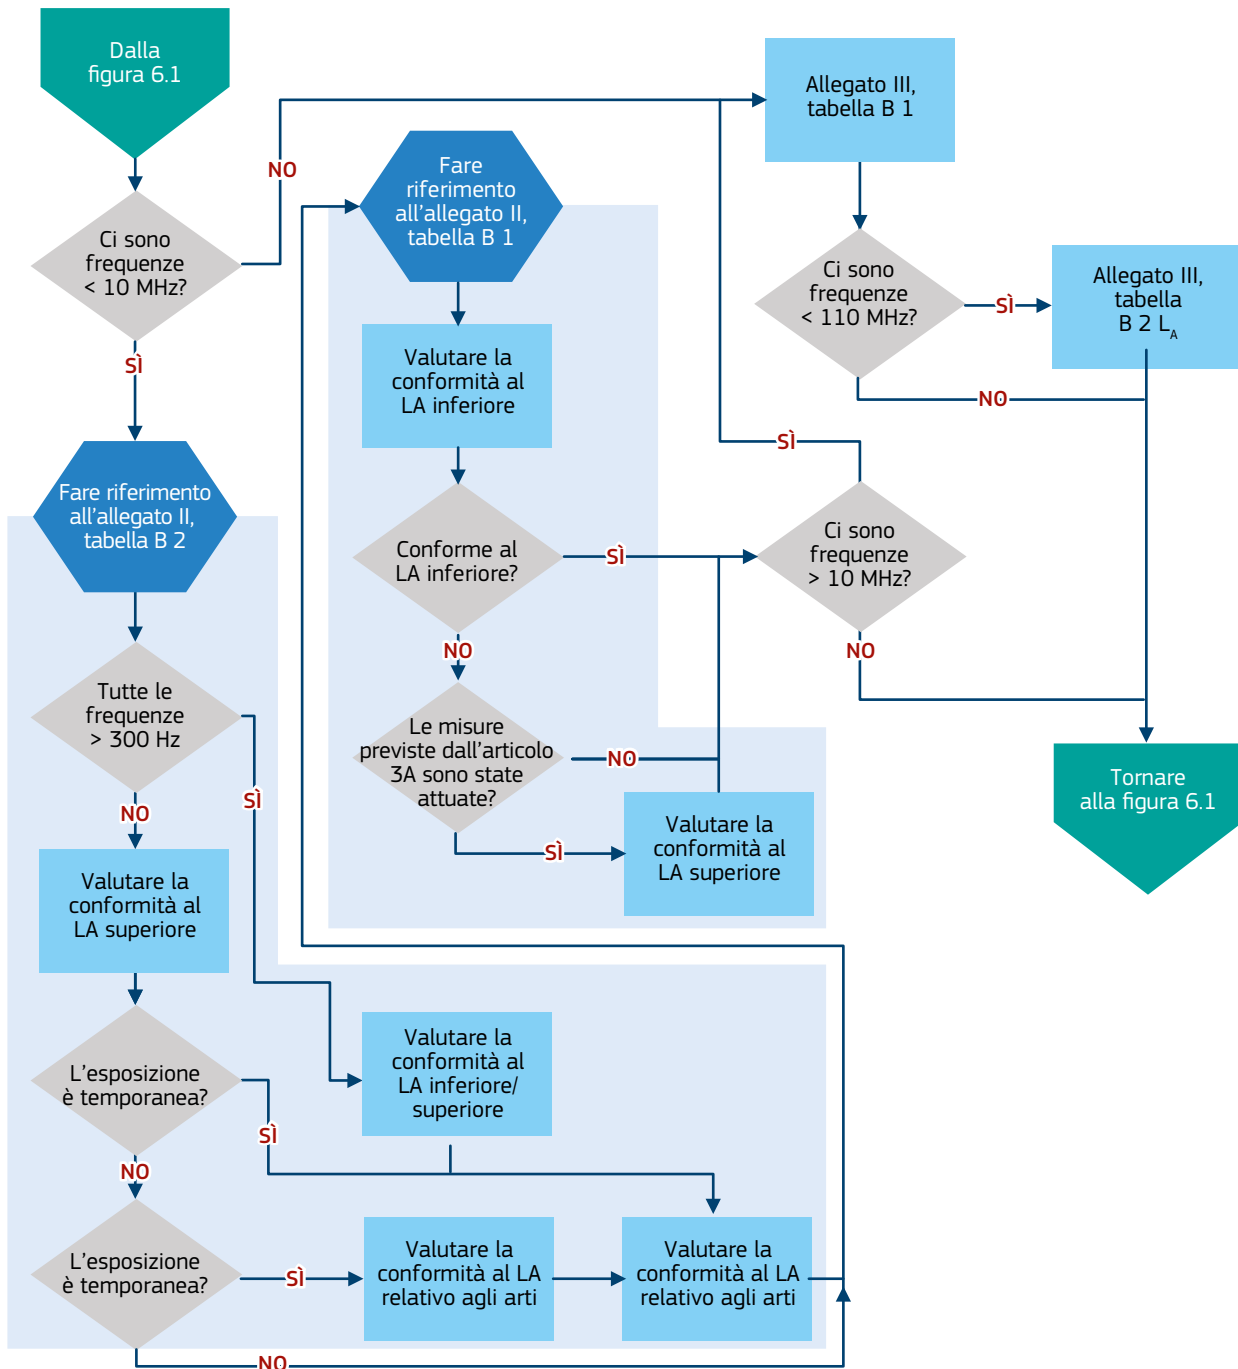 Dalla
figura 6.1
Ci sono
frequenze
< 10 MHz?
NO
SÌ
Fare
riferimento
all'allegato II,
tabella B 1
Valutare la
conformità al
LA inferiore
Conforme al
LA inferiore?
SÌ
NO
Le misure
previste dall'articolo
3A sono state
attuate?
NO
SÌ
Valutare la
conformità al
LA superiore
Allegato III,
tabella B 1
Ci sono
frequenze
< 110 MHz?
SÌ
NO
Allegato III,
tabella
B 2 LA
SÌ
Ci sono
frequenze
> 10 MHz?
NO
Tornare
alla figura 6.1
Fare riferimento
all'allegato II,
tabella B 2
Tutte le
frequenze
> 300 Hz
SÌ
NO
Valutare la
conformità al
LA superiore
L'esposizione
è temporanea?
SÌ
NO
Valutare la
conformità al
LA inferiore/
superiore
L'esposizione
è temporanea?
SÌ
NO
Valutare la
conformità al LA
relativo agli arti
Valutare la
conformità al LA
relativo agli arti